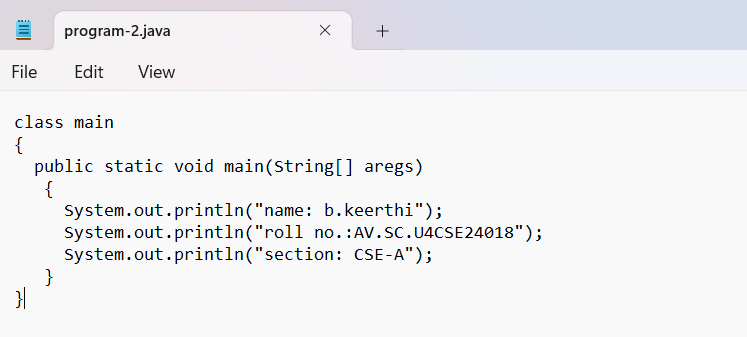 program-2.java
File Edit View
class main
{
  public static void main(String[] aregs)
   {
     System.out.println("name: b.keerthi");
     System.out.println("roll no.:AV.SC.U4CSE24018");
     System.out.println("section: CSE-A");
   }
}